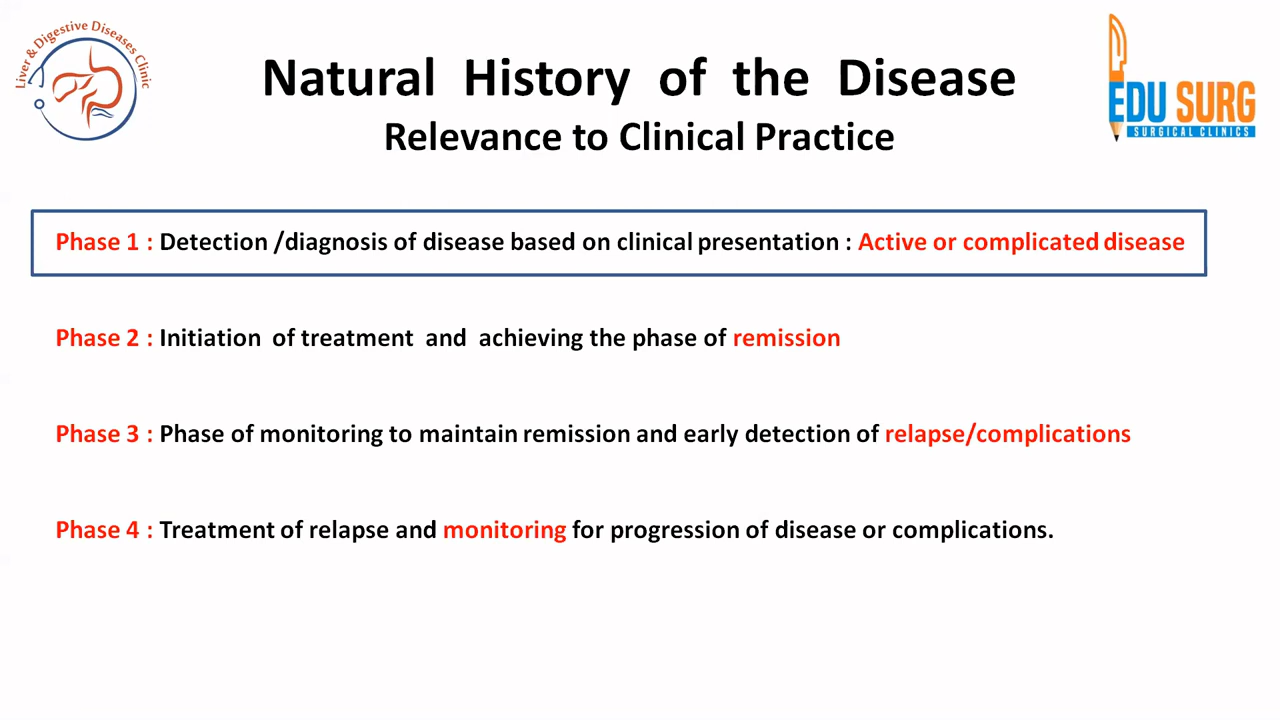 Liver & Digestive Diseases Clinic
Natural History of the Disease
Relevance to Clinical Practice
EDU SURG
SURGICAL CLINICS
Phase 1 : Detection /diagnosis of disease based on clinical presentation : Active or complicated disease
Phase 2 : Initiation of treatment and achieving the phase of remission
Phase 3 : Phase of monitoring to maintain remission and early detection of relapse/complications
Phase 4 : Treatment of relapse and monitoring for progression of disease or complications.